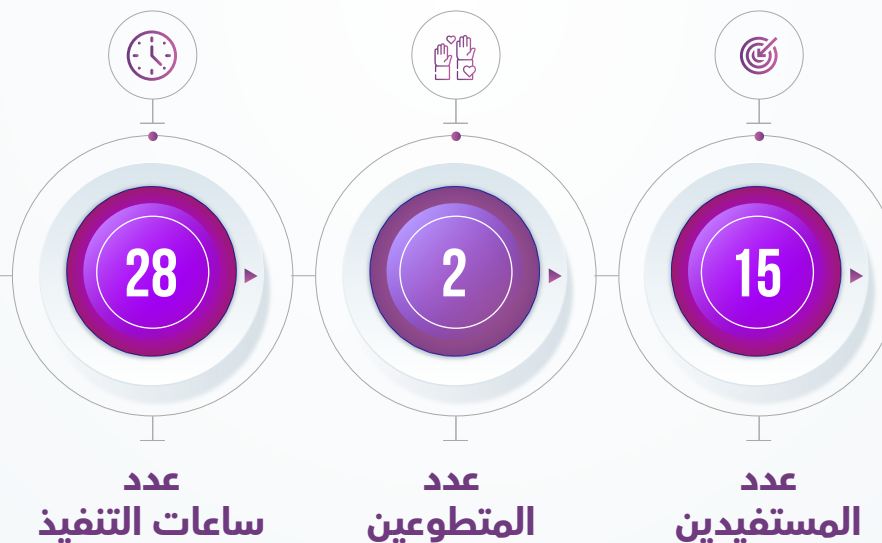 15
عدد
المستفيدين
2
عدد
المتطوعين
28
عدد
ساعات التنفيذ